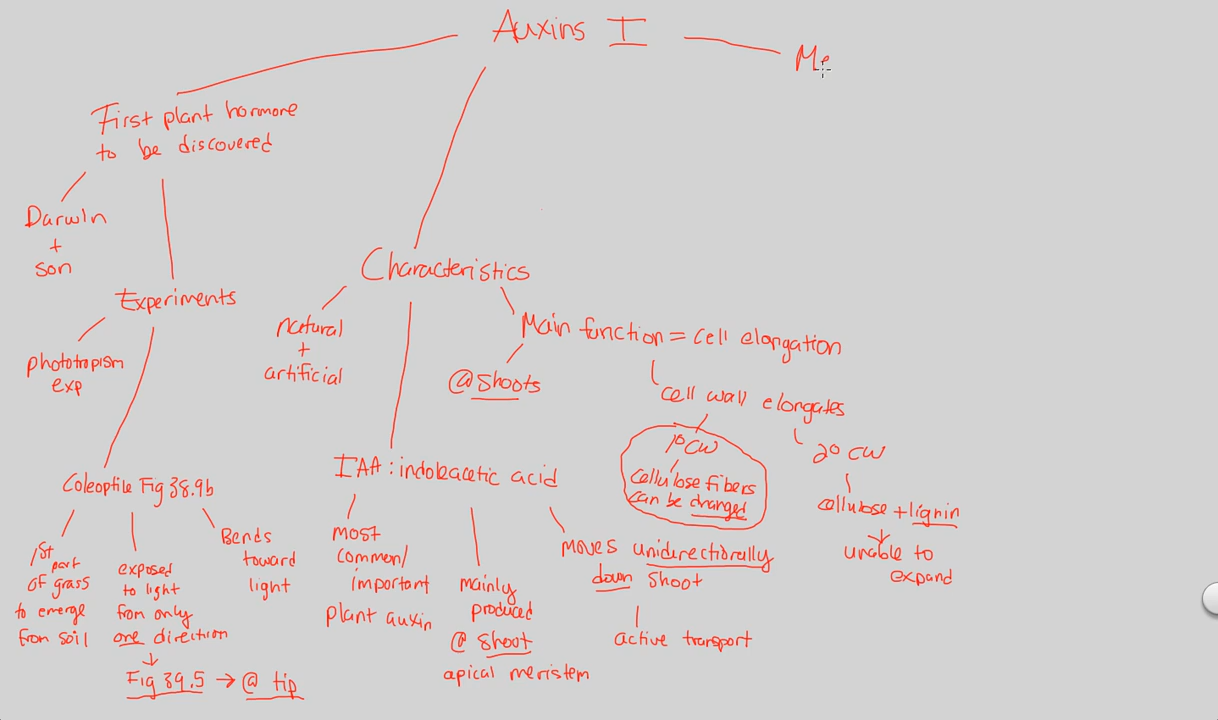 Auxins I
Me
First plant hormone
to be discovered
Darwin
+
son
Experiments
phototropism
exp
Coleoptile Fig 38.9b
1st part
of grass
to emerge
from soil
exposed
to light
from only
one direction
↓
Fig 39.5 → @ tip
Bends
toward
light
Characteristics
natural
+
artificial
IAA: indoleacetic acid
most
common/
important
plant auxin
mainly
produced
@ shoot
apical meristem
moves unidirectionally
down shoot
active transport
Main function = cell elongation
@ shoots
cell wall elongates
1° CW
cellulose fibers
can be changed
2° CW
cellulose + lignin
↓
unable to
expand